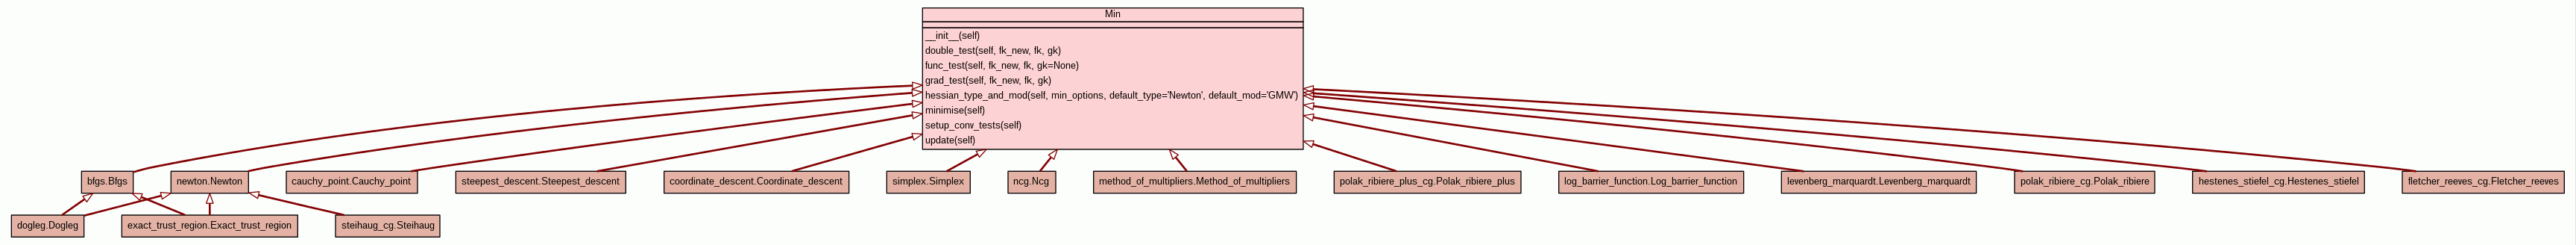 Min
__init__(self)
double_test(self, fk_new, fk, gk)
func_test(self, fk_new, fk, gk=None)
grad_test(self, fk_new, fk, gk)
hessian_type_and_mod(self, min_options, default_type='Newton', default_mod='GMW')
minimise(self)
setup_conv_tests(self)
update(self)
bfgs.Bfgs
newton.Newton
cauchy_point.Cauchy_point
steepest_descent.Steepest_descent
coordinate_descent.Coordinate_descent
simplex.Simplex
ncg.Ncg
method_of_multipliers.Method_of_multipliers
polak_ribiere_plus_cg.Polak_ribiere_plus
log_barrier_function.Log_barrier_function
levenberg_marquardt.Levenberg_marquardt
polak_ribiere_cg.Polak_ribiere
hestenes_stiefel_cg.Hestenes_stiefel
fletcher_reeves_cg.Fletcher_reeves
dogleg.Dogleg
exact_trust_region.Exact_trust_region
steihaug_cg.Steihaug